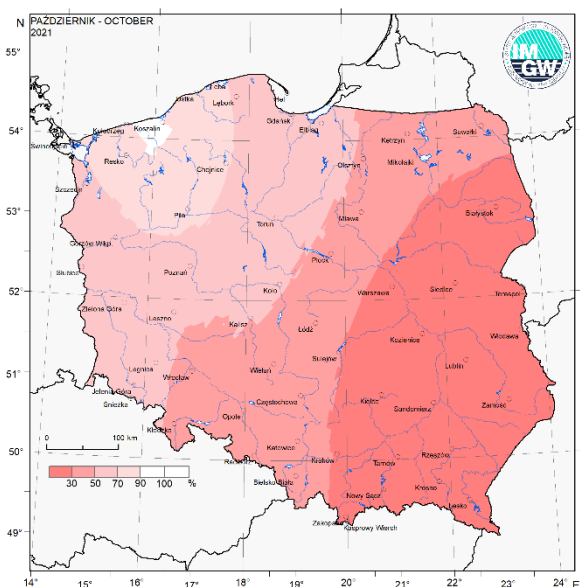 N
PAŹDZIERNIK - OCTOBER
2021
IM
GW
55°
54°
53°
52°
51°
50°
49°
Łeba
Ustka
Lębork
Hel
Gdańsk
Elbląg
Kołobrzeg
Koszalin
Świnoujście
Resko
Szczecin
Chojnice
Piła
Olsztyn
Kętrzyn
Mikołajki
Suwałki
Mława
Białystok
Toruń
Gorzów Wlkp.
Słubice
Poznań
Koło
Płock
Warszawa
Siedlce
Terespol
Zielona Góra
Leszno
Kalisz
Łódź
Sulejów
Kozienice
Włodawa
Legnica
Wrocław
Wieluń
Lublin
Jelenia Góra
Śnieżka
Kłodzko
Opole
Częstochowa
Kielce
Sandomierz
Zamość
Katowice
Racibórz
Kraków
Bielsko-Biała
Tarnów
Rzeszów
Nowy Sącz
Krosno
Lesko
Zakopane
Kasprowy Wierch
0 100 km
30 50 70 90 100 %
14° 15° 16° 17° 18° 19° 20° 21° 22° 23° 24° E